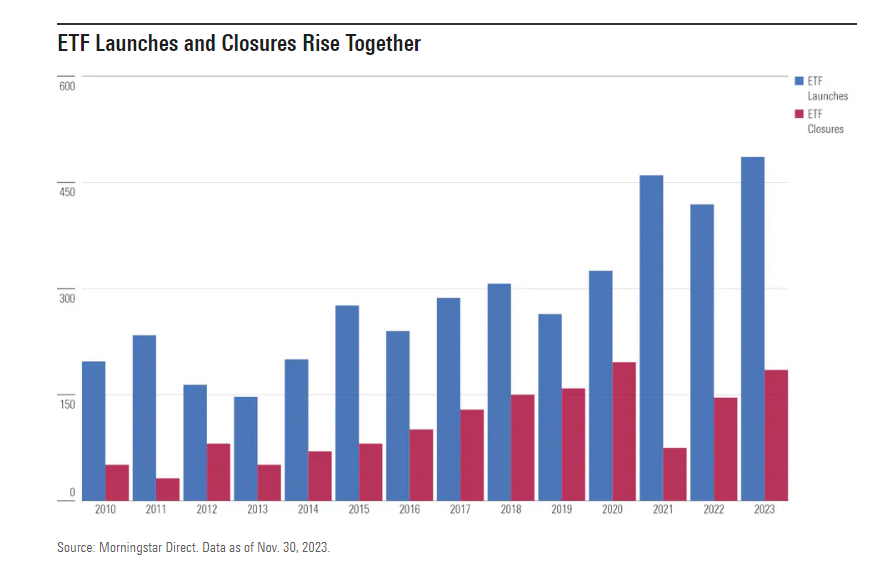 ETF Launches and Closures Rise Together
600
450
300
150
0
ETF
Launches
ETF
Closures
2010 2011 2012 2013 2014 2015 2016 2017 2018 2019 2020 2021 2022 2023
Source: Morningstar Direct. Data as of Nov. 30, 2023.